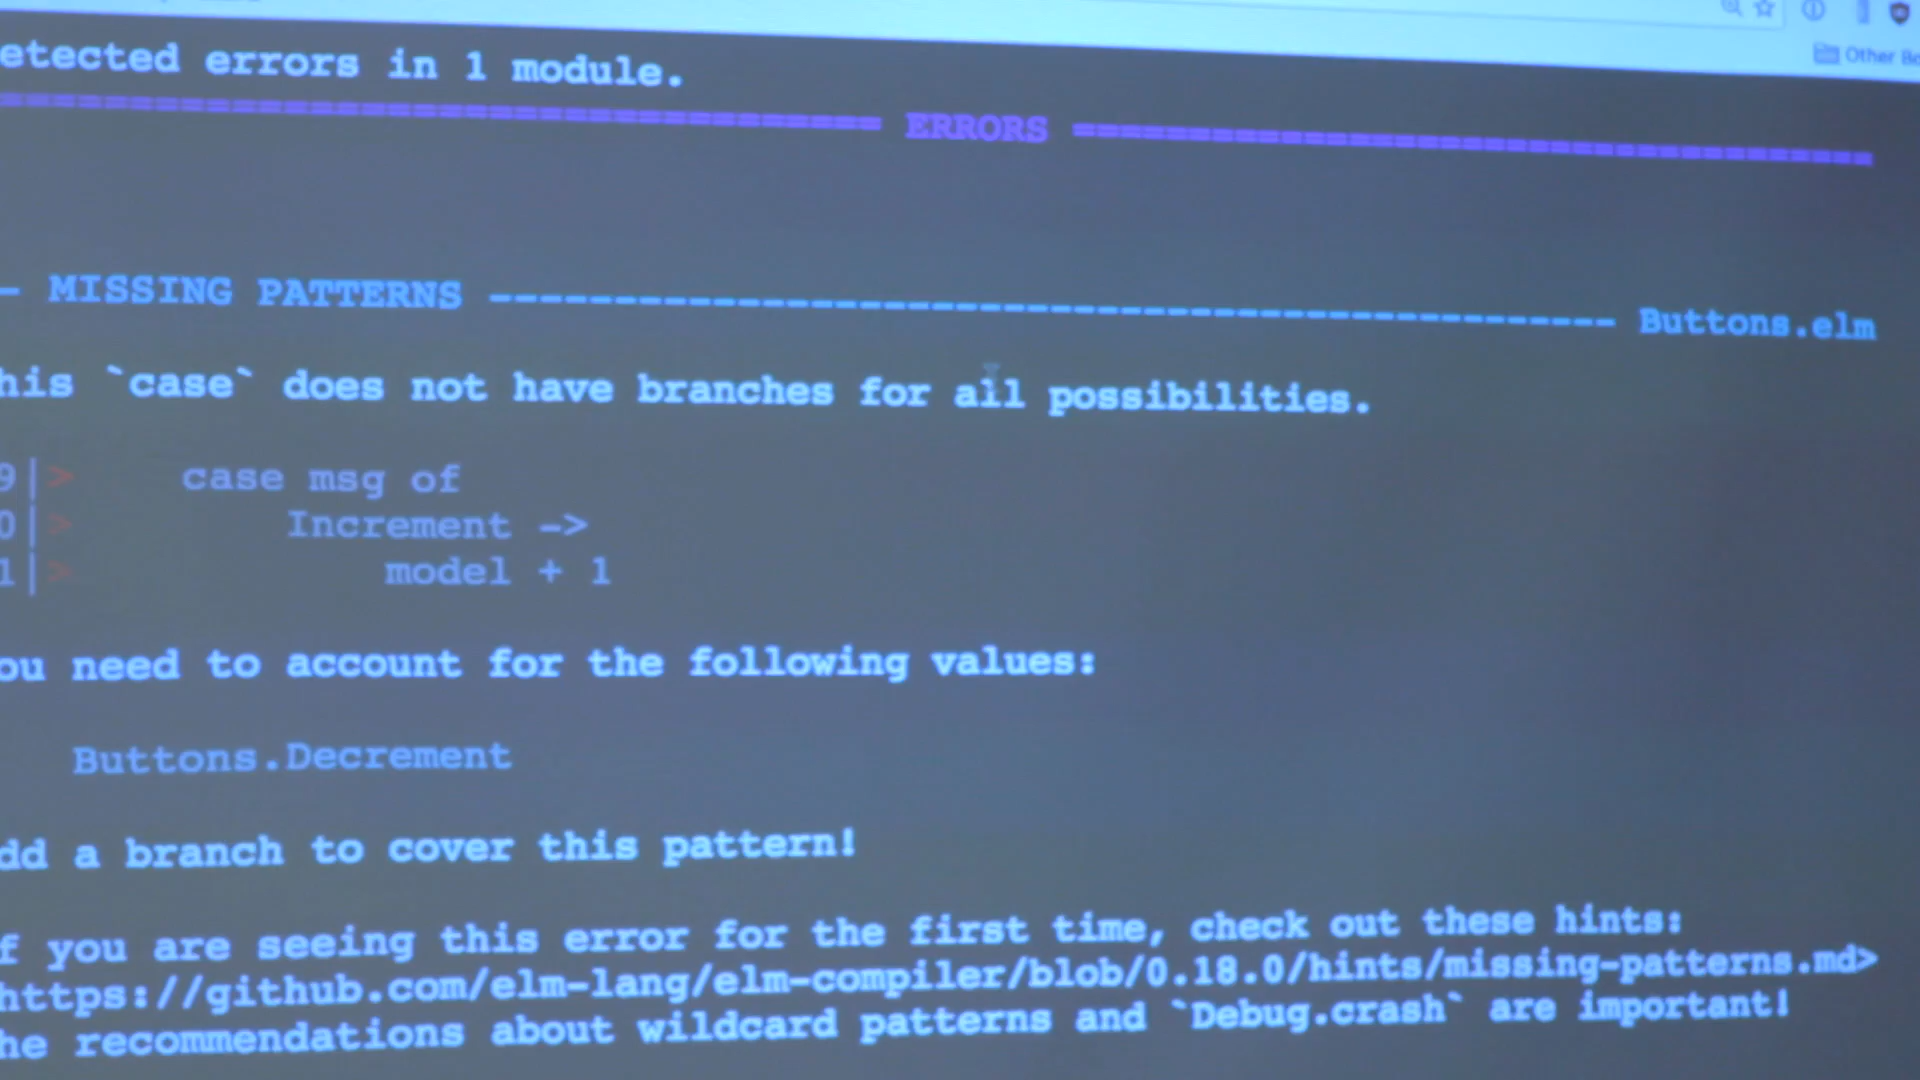 Other Bo
etected errors in 1 module.
==================================== ERRORS ==================================
- MISSING PATTERNS --------------------------------------------- Buttons.elm
his `case` does not have branches for all possibilities.
9|>    case msg of
0|>        Increment ->
1|>            model + 1
ou need to account for the following values:
Buttons.Decrement
dd a branch to cover this pattern!
f you are seeing this error for the first time, check out these hints:
https://github.com/elm-lang/elm-compiler/blob/0.18.0/hints/missing-patterns.md>
he recommendations about wildcard patterns and `Debug.crash` are important!